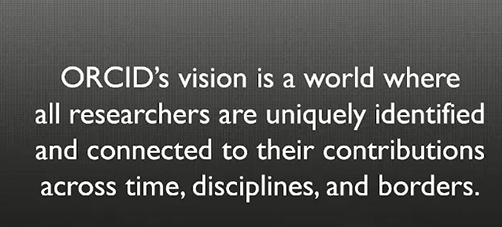 ORCID’s vision is a world where
all researchers are uniquely identified
and connected to their contributions
across time, disciplines, and borders.